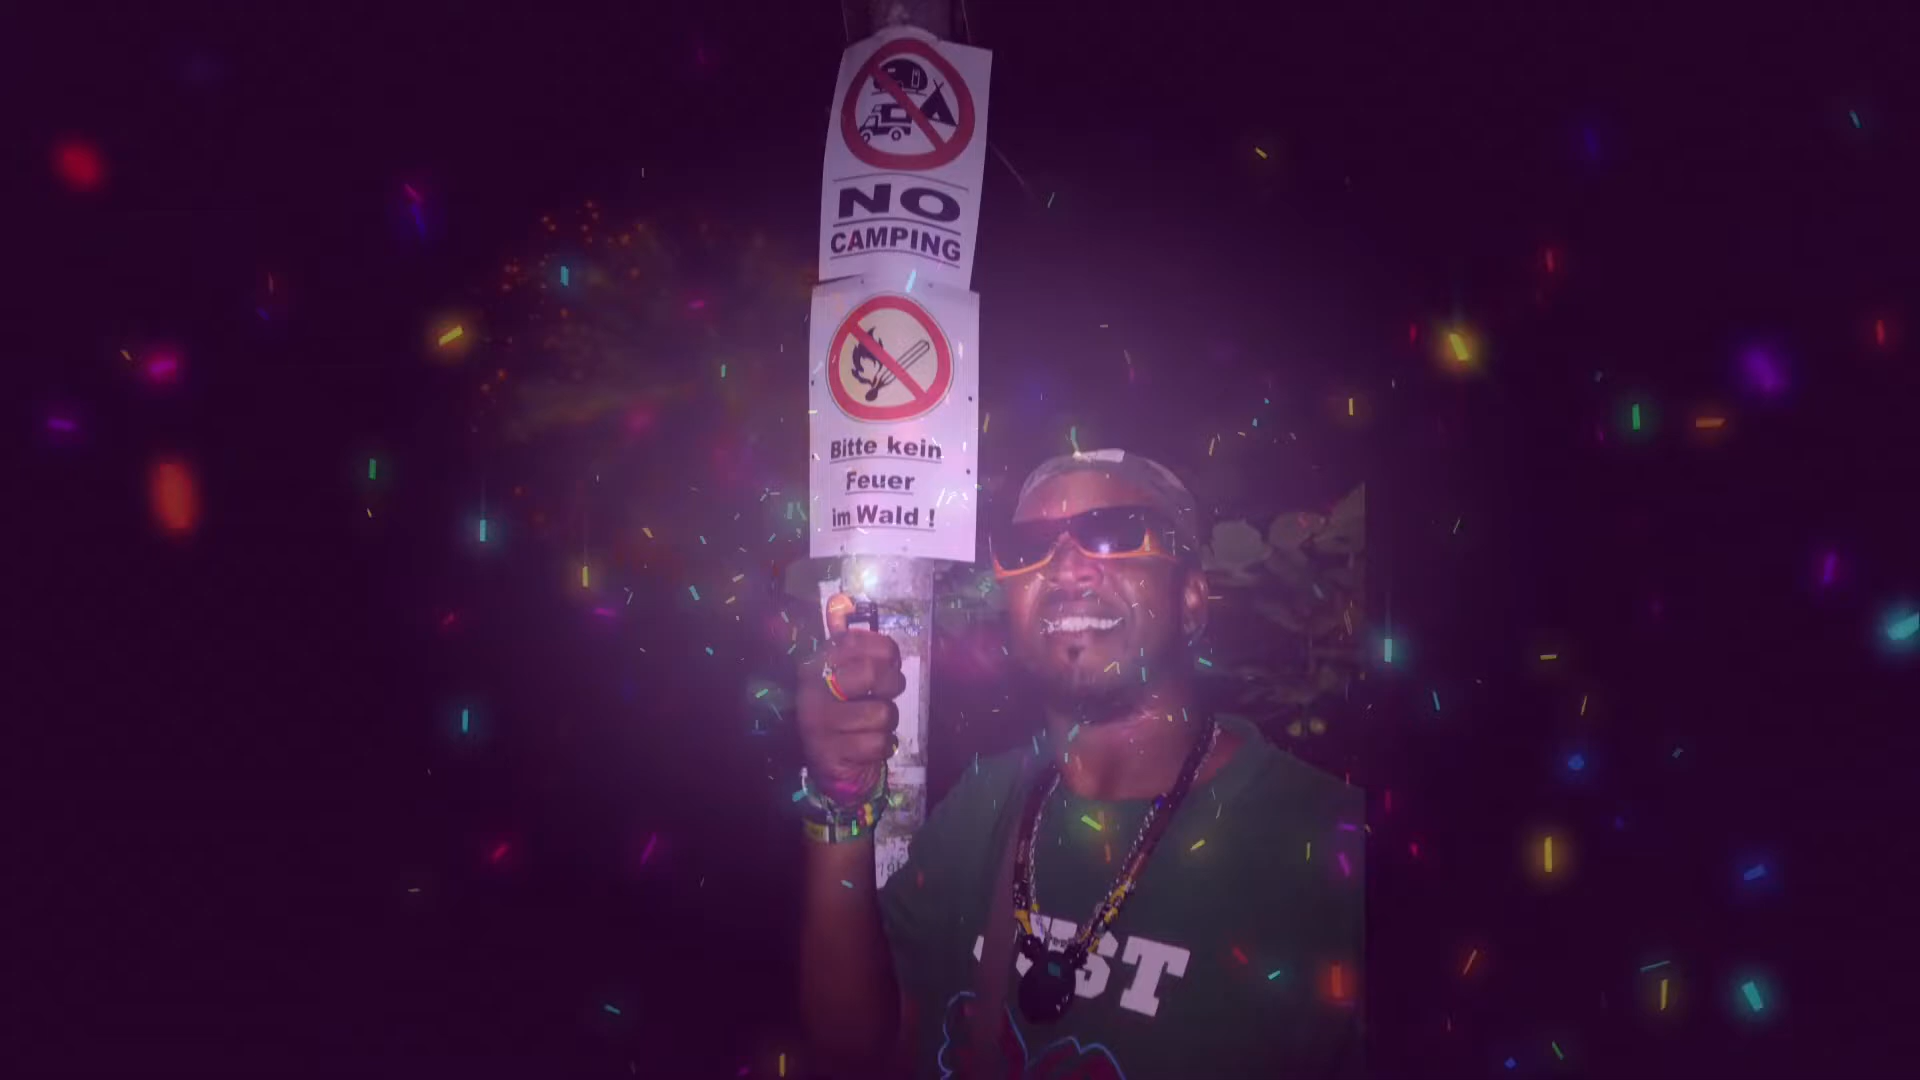 NO
CAMPING
Bitte kein
Feuer
im Wald !